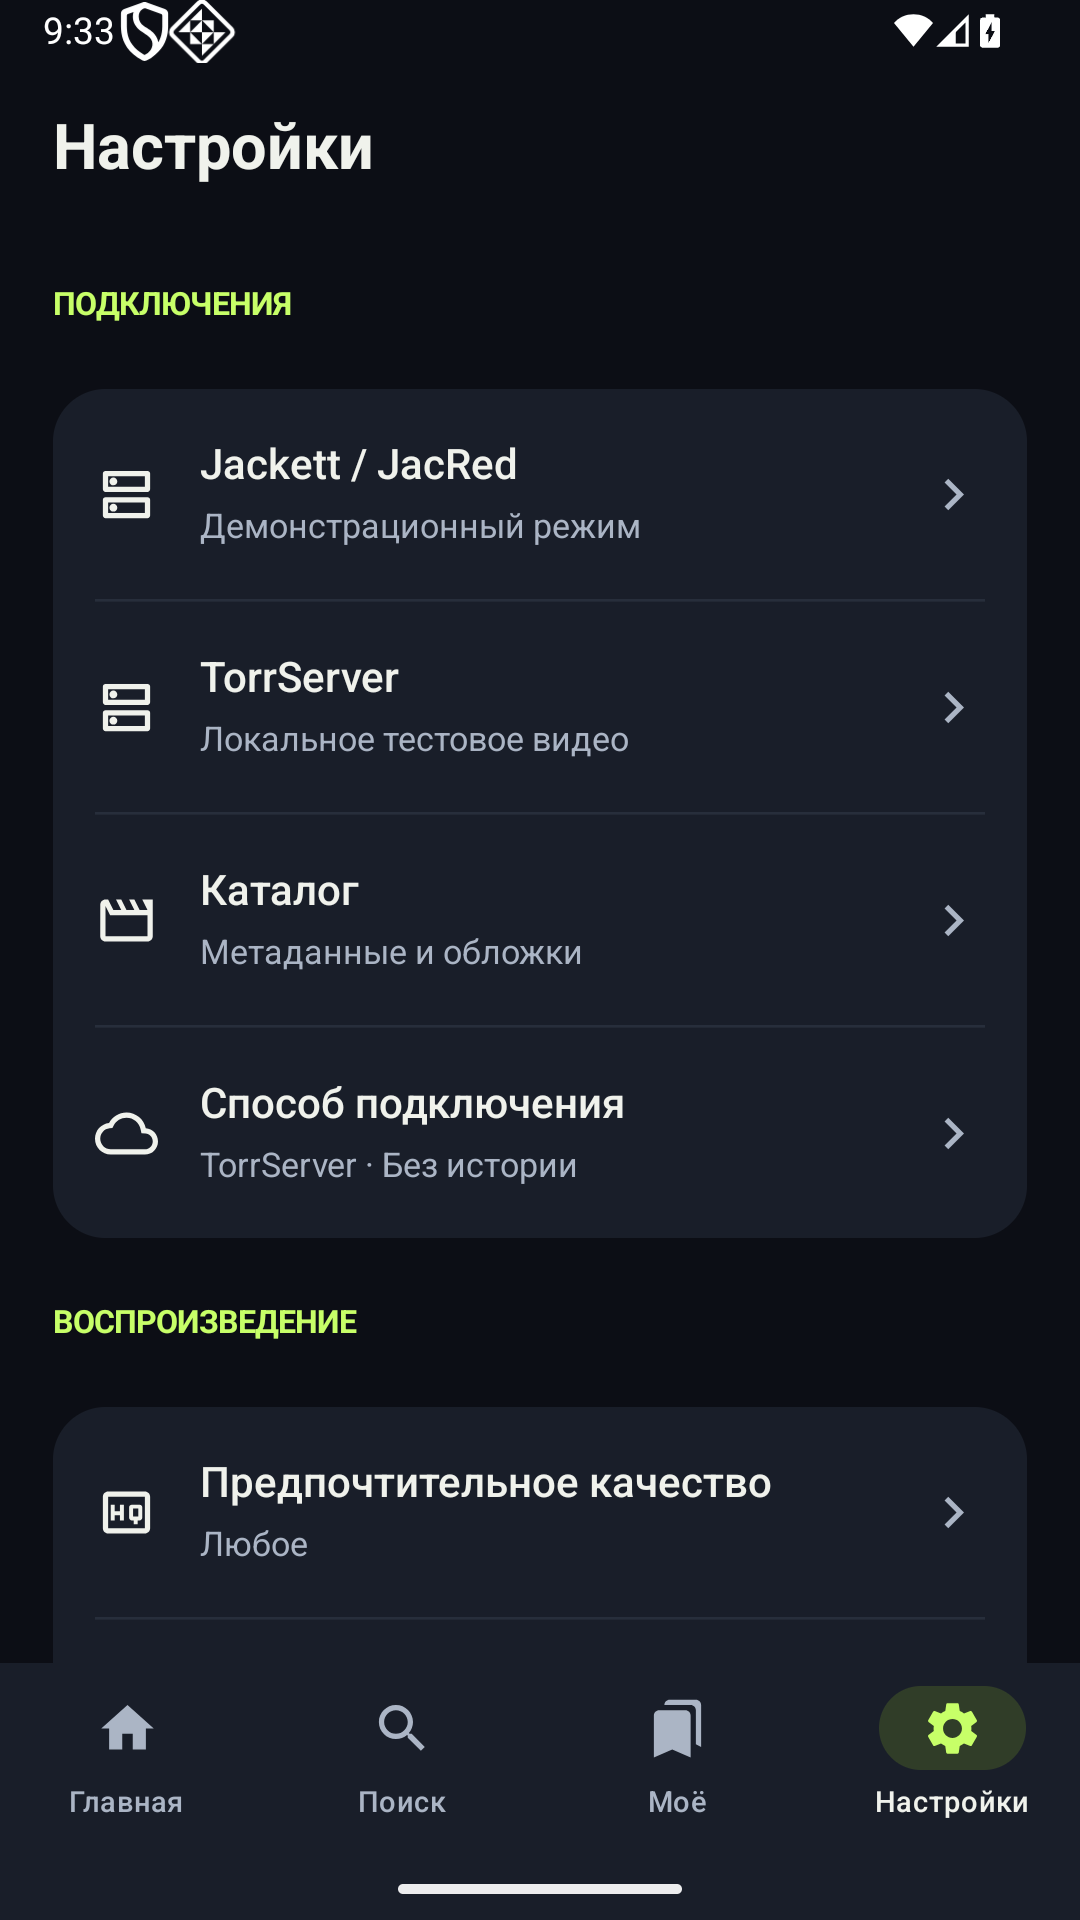 9:33
Настройки
ПОДКЛЮЧЕНИЯ
Jackett / JacRed
Демонстрационный режим
TorrServer
Локальное тестовое видео
Каталог
Метаданные и обложки
Способ подключения
TorrServer · Без истории
ВОСПРОИЗВЕДЕНИЕ
HQ
Предпочтительное качество
Любое
Главная
Поиск
Моё
Настройки